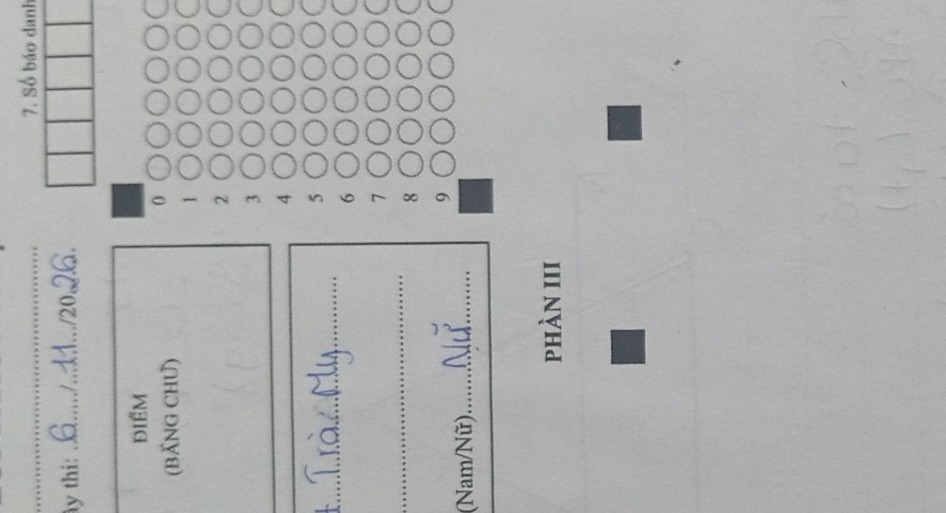 7. Số báo danh
ày thi: .6...../...11.../2026.
ĐIỂM
(BẰNG CHỮ)
0
1
2
3
4
5
6
7
8
9
Trà My
(Nam/Nữ)......Nữ......
PHẦN III